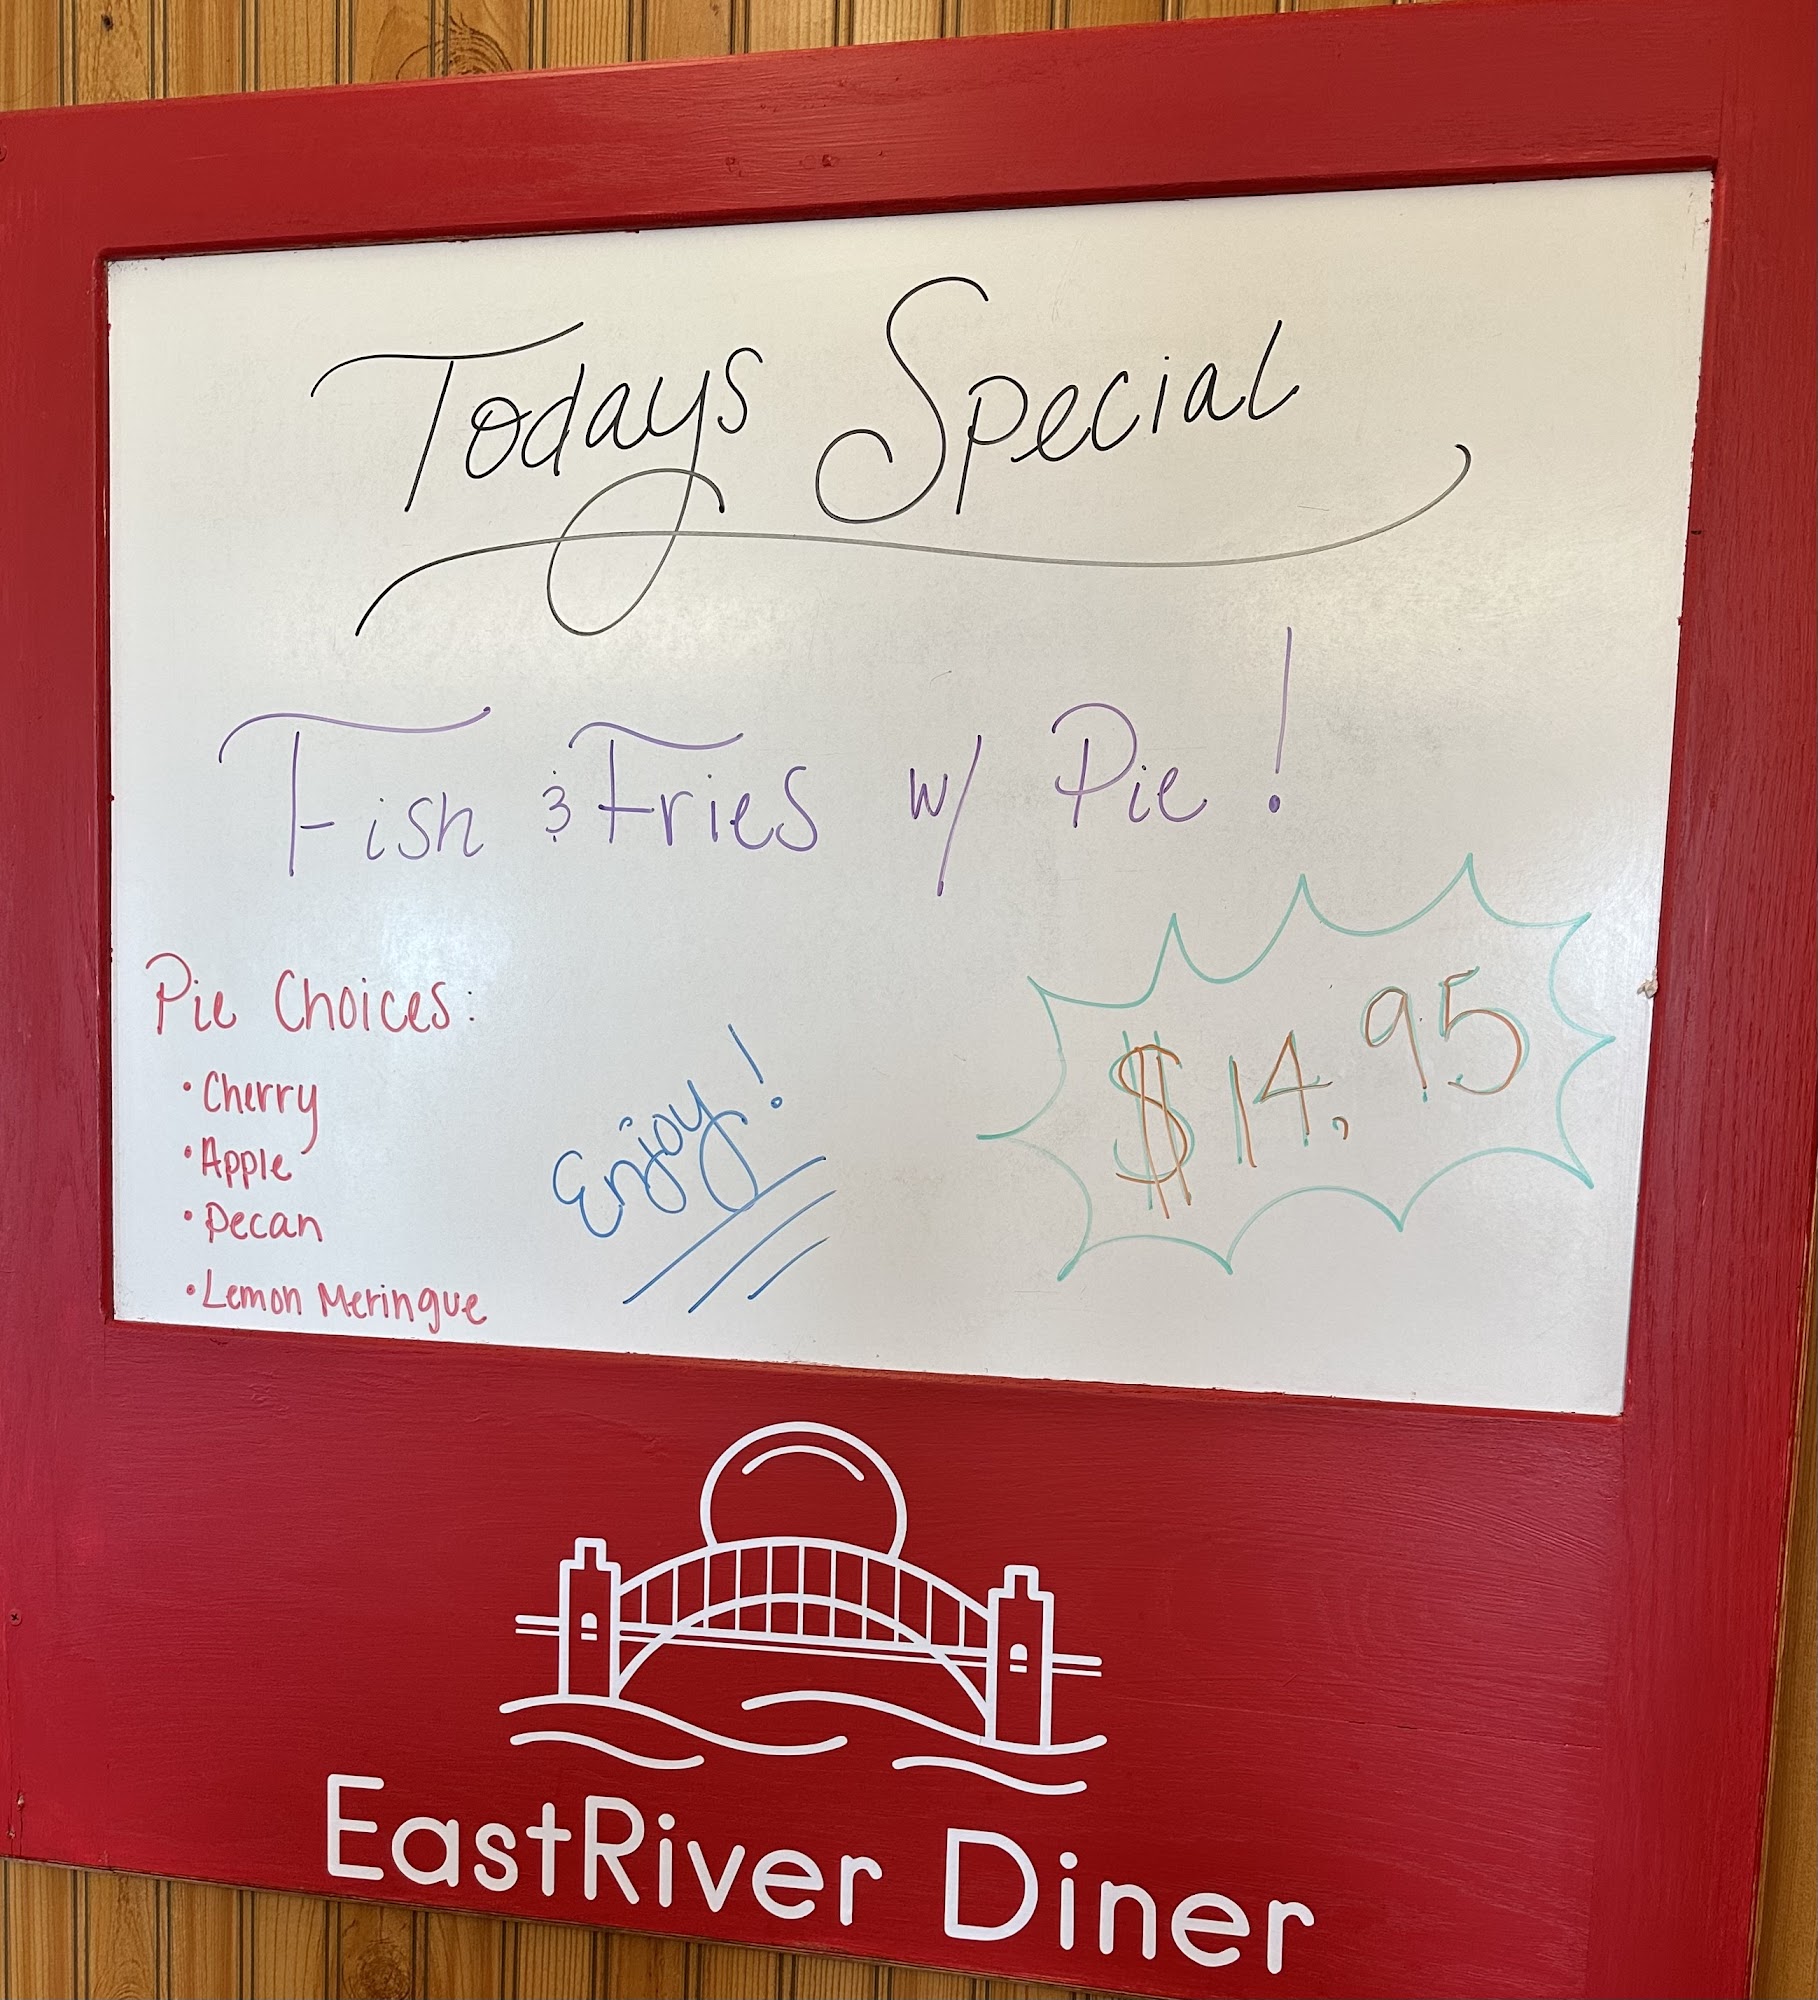 Todays Special
Fish & Fries w/ Pie!
Pie Choices:
• Cherry
• Apple
• Pecan
• Lemon Meringue
Enjoy!
$14.95
EastRiver Diner